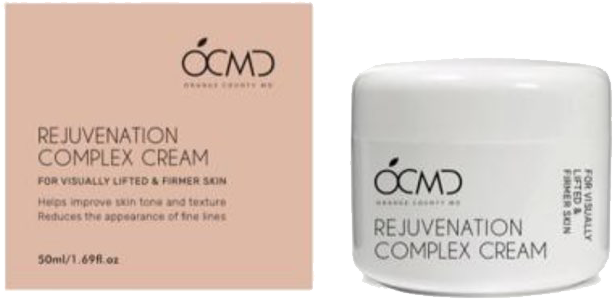 OCMD
ORANGE COUNTY MD
REJUVENATION
COMPLEX CREAM
FOR VISUALLY LIFTED & FIRMER SKIN
Helps improve skin tone and texture
Reduces the appearance of fine lines
50ml/1.69fl.oz
OCMD
ORANGE COUNTY MD
REJUVENATION
COMPLEX CREAM
FOR VISUALLY
LIFTED &
FIRMER SKIN